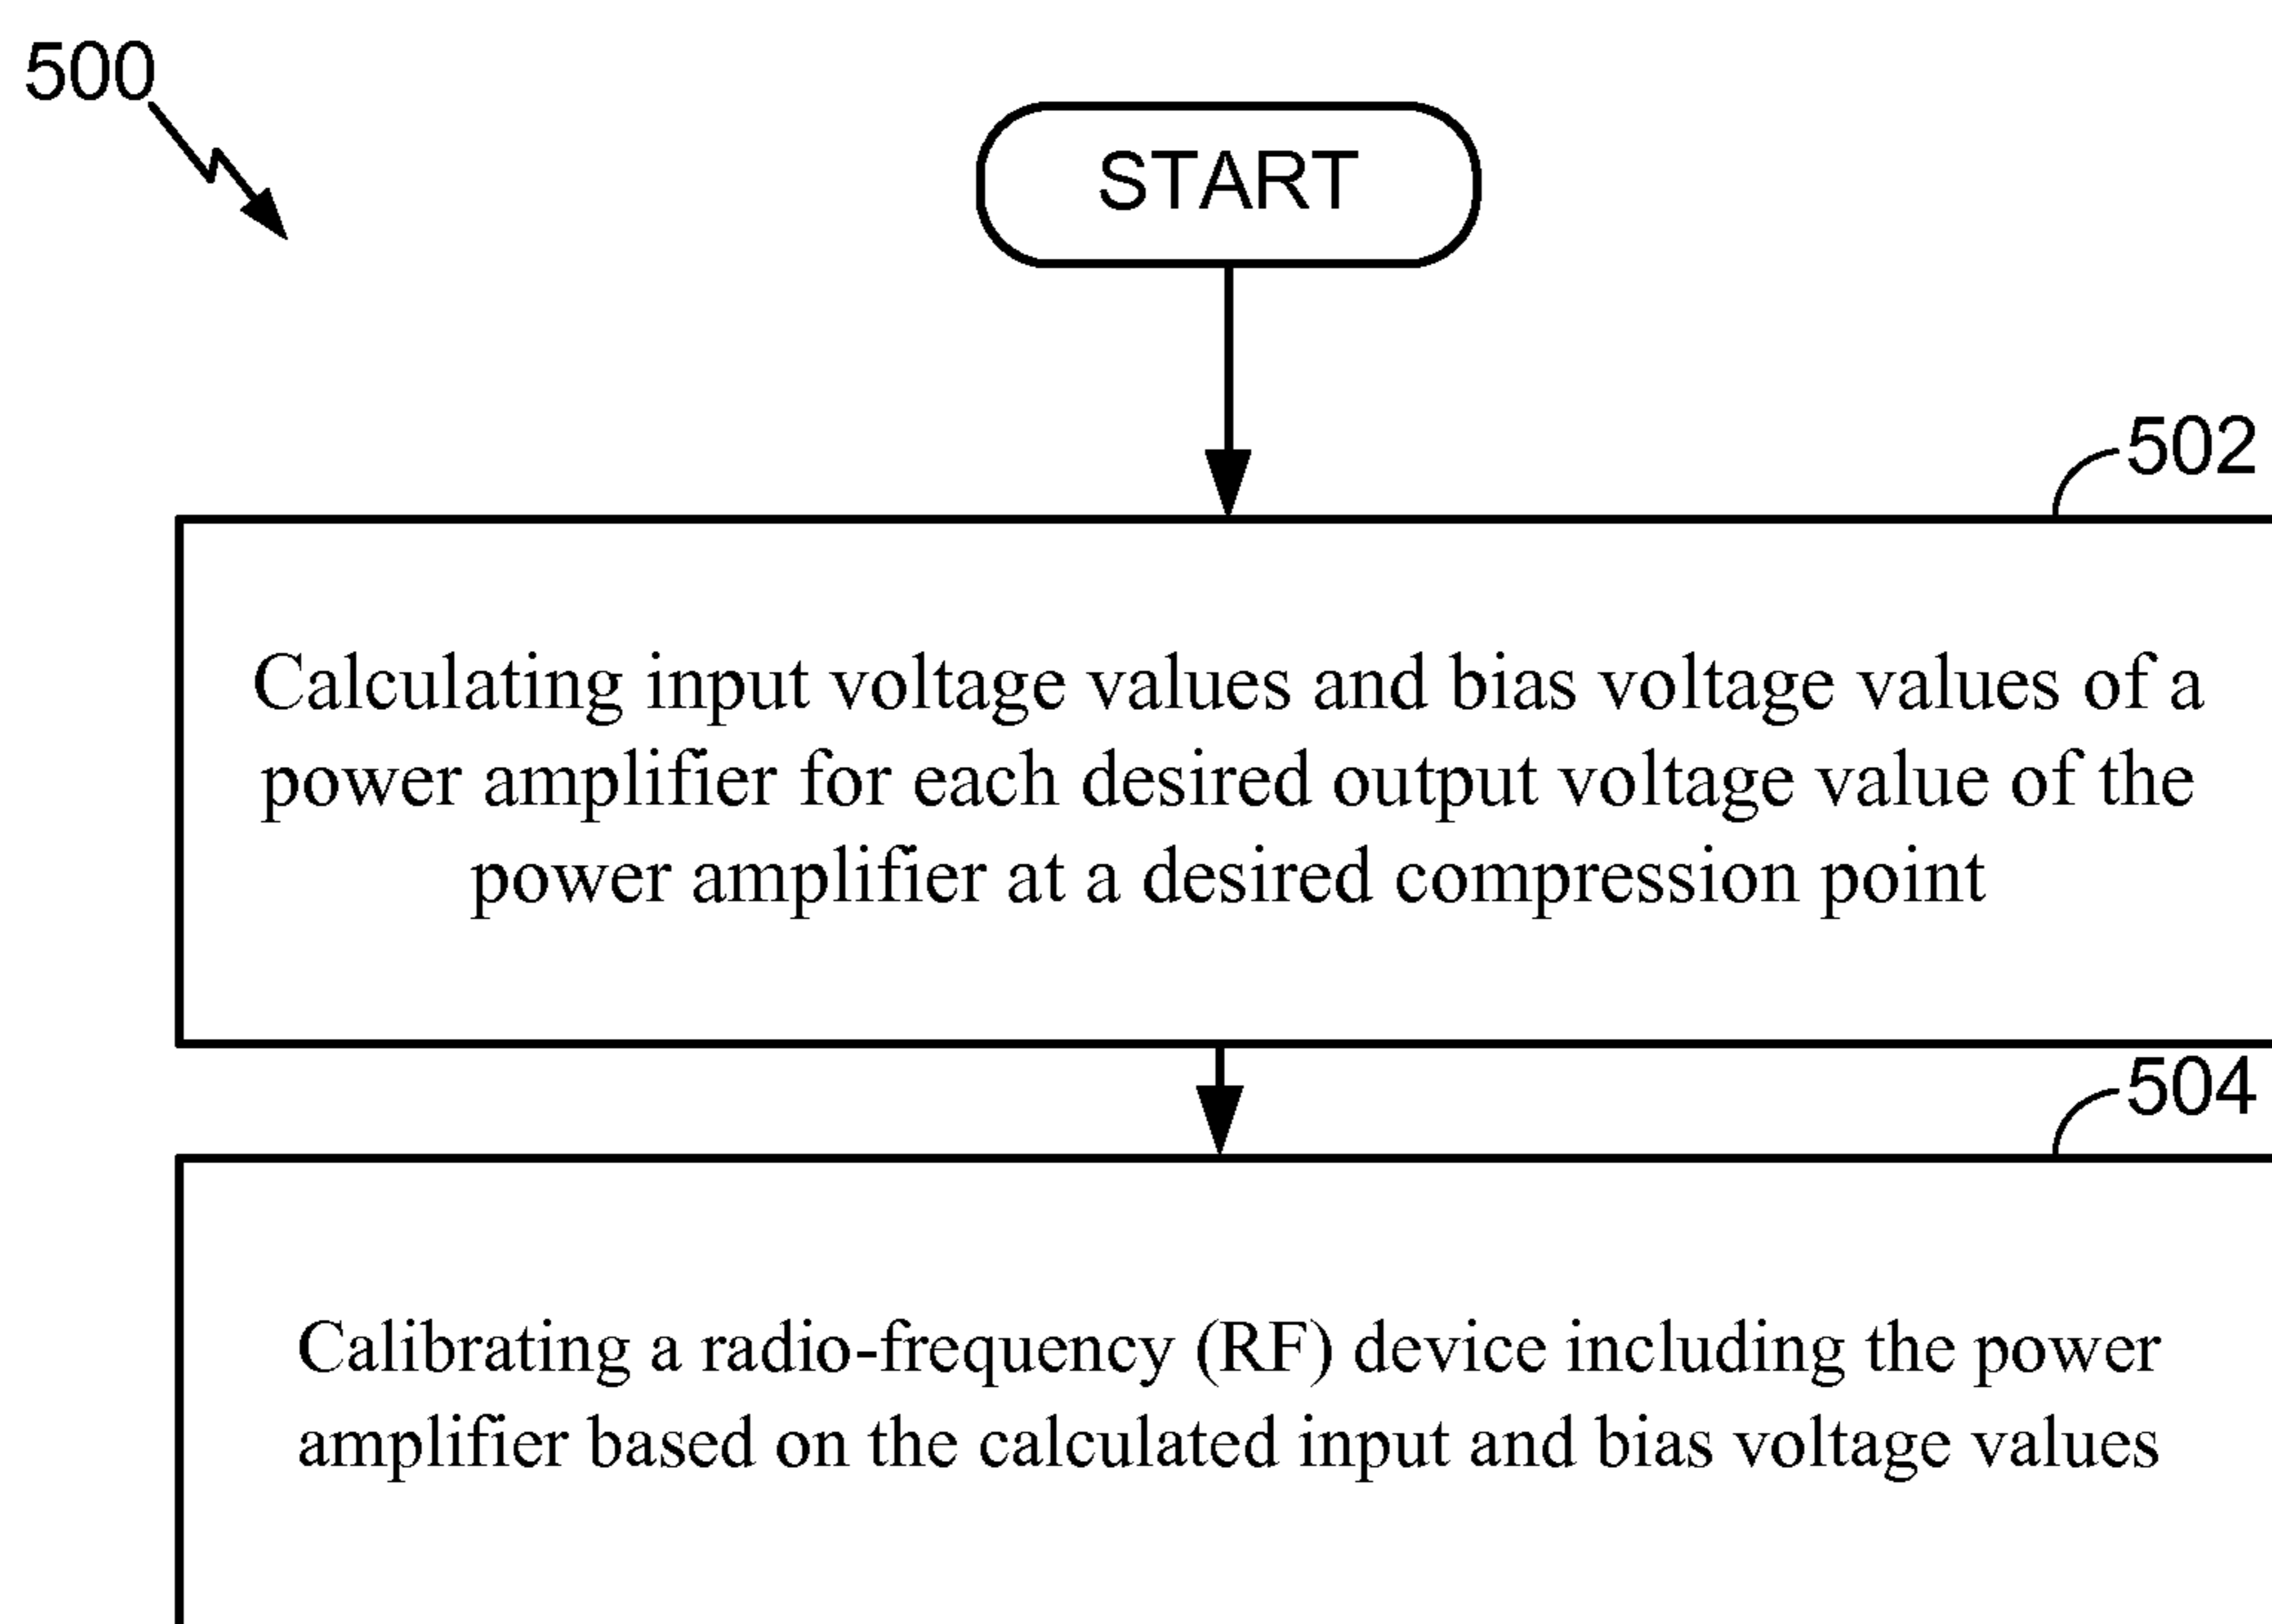 500
START
502
Calculating input voltage values and bias voltage values of a
power amplifier for each desired output voltage value of the
power amplifier at a desired compression point
504
Calibrating a radio-frequency (RF) device including the power
amplifier based on the calculated input and bias voltage values